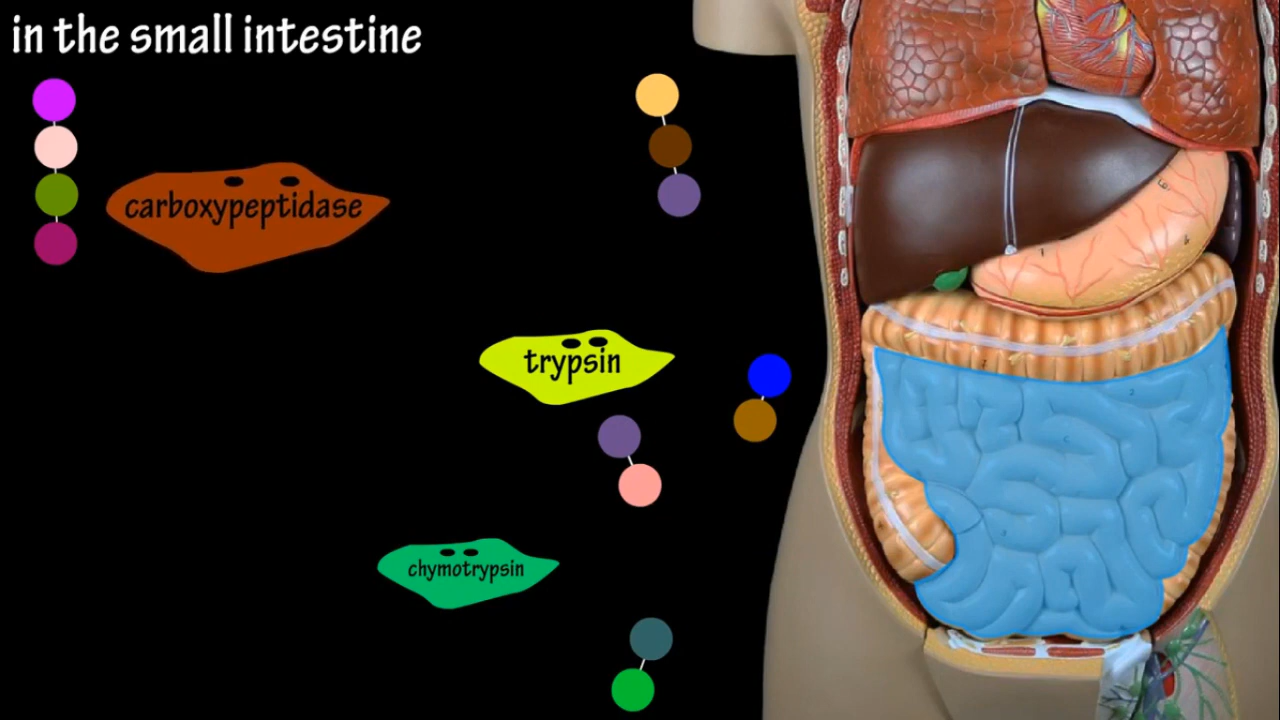 in the small intestine
carboxypeptidase
trypsin
chymotrypsin